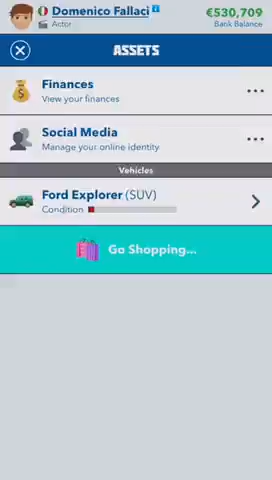 Domenico Fallaci
€530,709
Actor
Bank Balance
ASSETS
Finances
View your finances
Social Media
Manage your online identity
Vehicles
Ford Explorer (SUV)
Condition
Go Shopping...